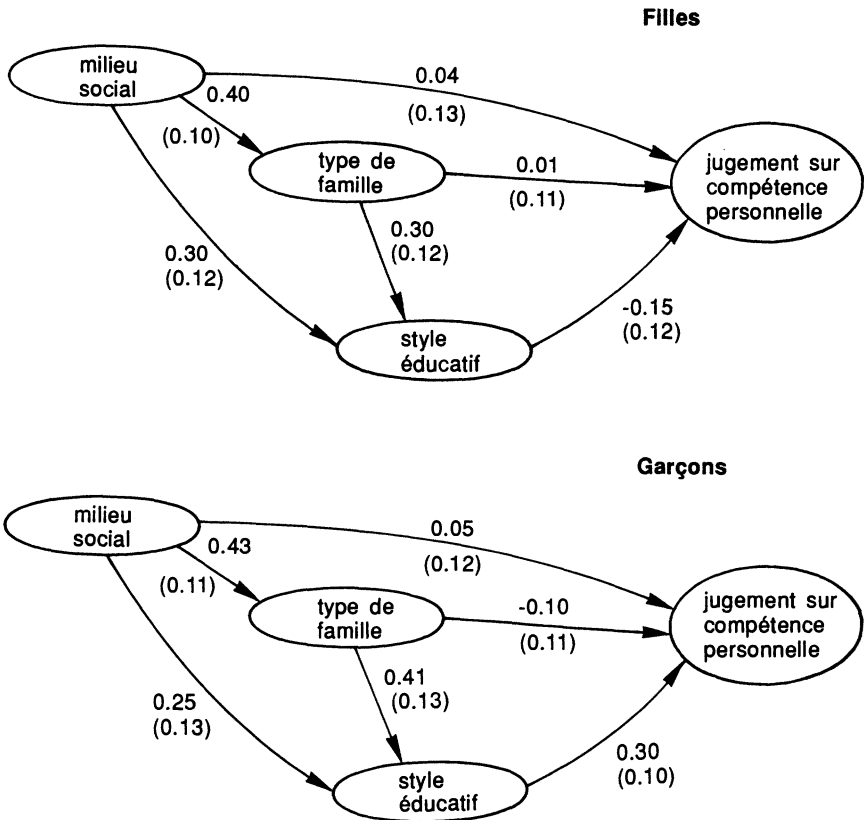 Filles
milieu
social
0.04
(0.13)
0.40
(0.10)
type de
famille
0.01
(0.11)
jugement sur
compétence
personnelle
0.30
(0.12)
0.30
(0.12)
-0.15
(0.12)
style
éducatif
Garçons
milieu
social
0.05
(0.12)
0.43
(0.11)
type de
famille
-0.10
(0.11)
jugement sur
compétence
personnelle
0.41
(0.13)
0.25
(0.13)
0.30
(0.10)
style
éducatif